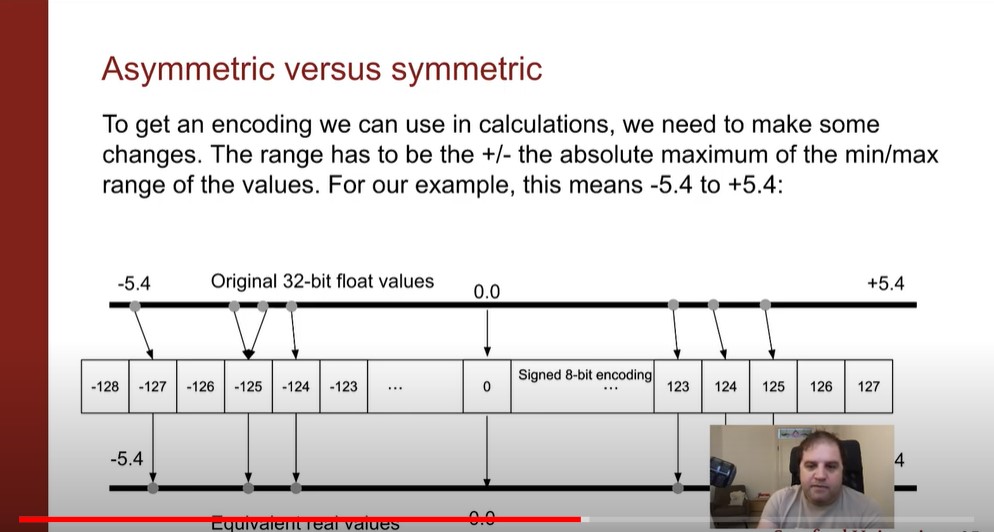 Asymmetric versus symmetric
To get an encoding we can use in calculations, we need to make some
changes. The range has to be the +/- the absolute maximum of the min/max
range of the values. For our example, this means -5.4 to +5.4:
-5.4 Original 32-bit float values 0.0 +5.4
Signed 8-bit encoding
-128 -127 -126 -125 -124 -123 ... 0 ... 123 124 125 126 127
-5.4 4
Equivalent real values 0.0